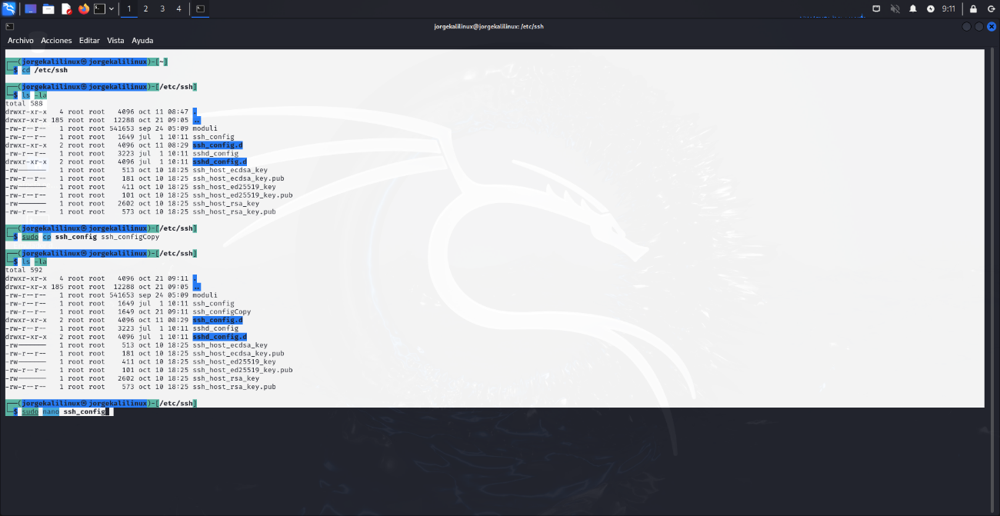 1 2 3 4
9:11
jorgekalilinux@jorgekalilinux: /etc/ssh
Archivo Acciones Editar Vista Ayuda
┌──(jorgekalilinux㉿jorgekalilinux)-[~]
└─$ cd /etc/ssh
┌──(jorgekalilinux㉿jorgekalilinux)-[/etc/ssh]
└─$ ls -la
total 588
drwxr-xr-x 4 root root 4096 oct 11 08:47 .
drwxr-xr-x 185 root root 12288 oct 21 09:05 ..
-rw-r--r-- 1 root root 541653 sep 24 05:09 moduli
-rw-r--r-- 1 root root 1649 jul 1 10:11 ssh_config
drwxr-xr-x 2 root root 4096 oct 11 08:29 ssh_config.d
-rw-r--r-- 1 root root 3223 jul 1 10:11 sshd_config
drwxr-xr-x 2 root root 4096 jul 1 10:11 sshd_config.d
-rw------- 1 root root 513 oct 10 18:25 ssh_host_ecdsa_key
-rw-r--r-- 1 root root 181 oct 10 18:25 ssh_host_ecdsa_key.pub
-rw------- 1 root root 411 oct 10 18:25 ssh_host_ed25519_key
-rw-r--r-- 1 root root 101 oct 10 18:25 ssh_host_ed25519_key.pub
-rw------- 1 root root 2602 oct 10 18:25 ssh_host_rsa_key
-rw-r--r-- 1 root root 573 oct 10 18:25 ssh_host_rsa_key.pub
┌──(jorgekalilinux㉿jorgekalilinux)-[/etc/ssh]
└─$ sudo cp ssh_config ssh_configCopy
┌──(jorgekalilinux㉿jorgekalilinux)-[/etc/ssh]
└─$ ls -la
total 592
drwxr-xr-x 4 root root 4096 oct 21 09:11 .
drwxr-xr-x 185 root root 12288 oct 21 09:05 ..
-rw-r--r-- 1 root root 541653 sep 24 05:09 moduli
-rw-r--r-- 1 root root 1649 jul 1 10:11 ssh_config
-rw-r--r-- 1 root root 1649 oct 21 09:11 ssh_configCopy
drwxr-xr-x 2 root root 4096 oct 11 08:29 ssh_config.d
-rw-r--r-- 1 root root 3223 jul 1 10:11 sshd_config
drwxr-xr-x 2 root root 4096 jul 1 10:11 sshd_config.d
-rw------- 1 root root 513 oct 10 18:25 ssh_host_ecdsa_key
-rw-r--r-- 1 root root 181 oct 10 18:25 ssh_host_ecdsa_key.pub
-rw------- 1 root root 411 oct 10 18:25 ssh_host_ed25519_key
-rw-r--r-- 1 root root 101 oct 10 18:25 ssh_host_ed25519_key.pub
-rw------- 1 root root 2602 oct 10 18:25 ssh_host_rsa_key
-rw-r--r-- 1 root root 573 oct 10 18:25 ssh_host_rsa_key.pub
┌──(jorgekalilinux㉿jorgekalilinux)-[/etc/ssh]
└─$ sudo nano ssh_config